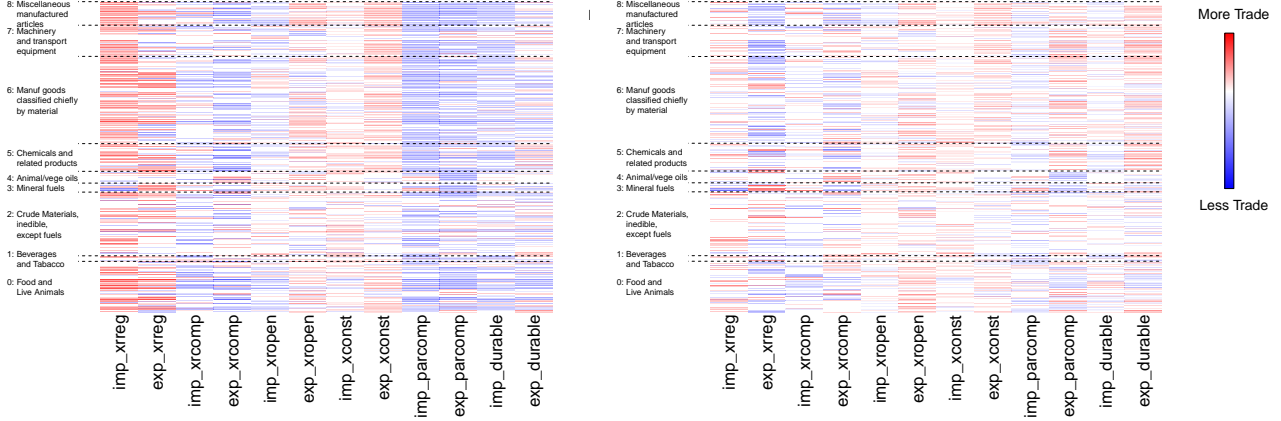 8: Miscellaneous
manufactured
articles
7: Machinery
and transport
equipment
6: Manuf goods
classified chiefly
by material
5: Chemicals and
related products
4: Animal/vege oils
3: Mineral fuels
2: Crude Materials,
inedible,
except fuels
1: Beverages
and Tabacco
0: Food and
Live Animals
imp_xrreg
exp_xrreg
imp_xrcomp
exp_xrcomp
imp_xropen
exp_xropen
imp_xconst
exp_xconst
imp_parcomp
exp_parcomp
imp_durable
exp_durable
8: Miscellaneous
manufactured
articles
7: Machinery
and transport
equipment
6: Manuf goods
classified chiefly
by material
5: Chemicals and
related products
4: Animal/vege oils
3: Mineral fuels
2: Crude Materials,
inedible,
except fuels
1: Beverages
and Tabacco
0: Food and
Live Animals
imp_xrreg
exp_xrreg
imp_xrcomp
exp_xrcomp
imp_xropen
exp_xropen
imp_xconst
exp_xconst
imp_parcomp
exp_parcomp
imp_durable
exp_durable
More Trade
Less Trade